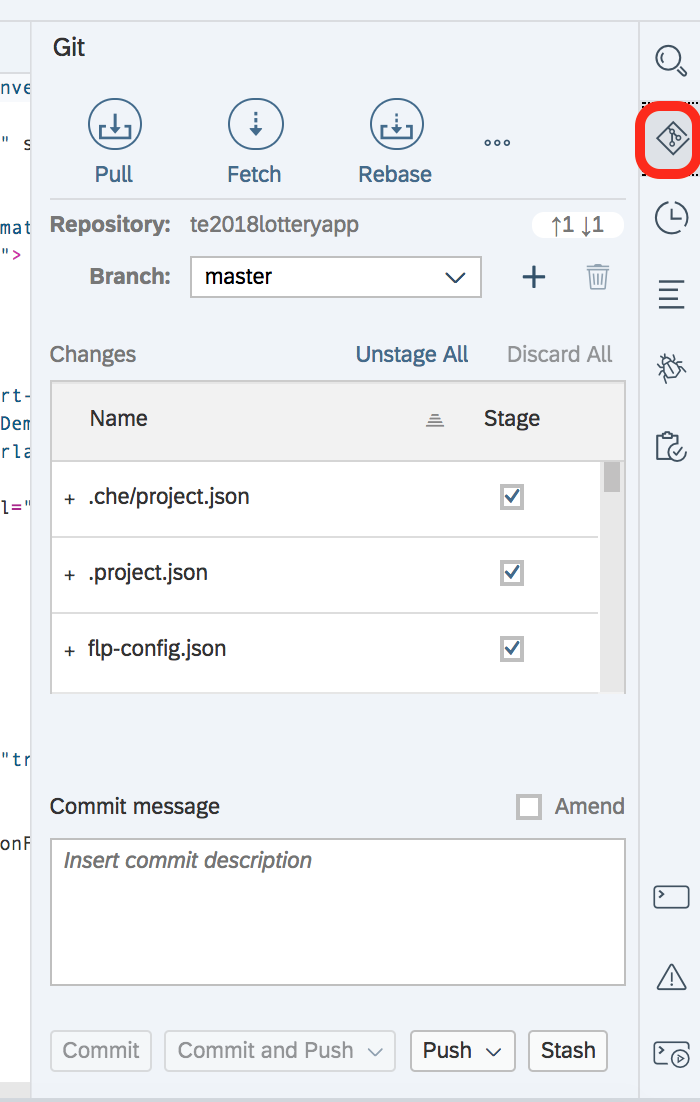 Git
nve
" s
Pull Fetch Rebase
mat
Repository: te2018lotteryapp ↑1 ↓1
">
Branch: master
Changes Unstage All Discard All
rt-
Name Stage
Dem
rla
+ .che/project.json
l="
+ .project.json
+ flp-config.json
"tr
Commit message Amend
onF
Insert commit description
Commit Commit and Push Push Stash